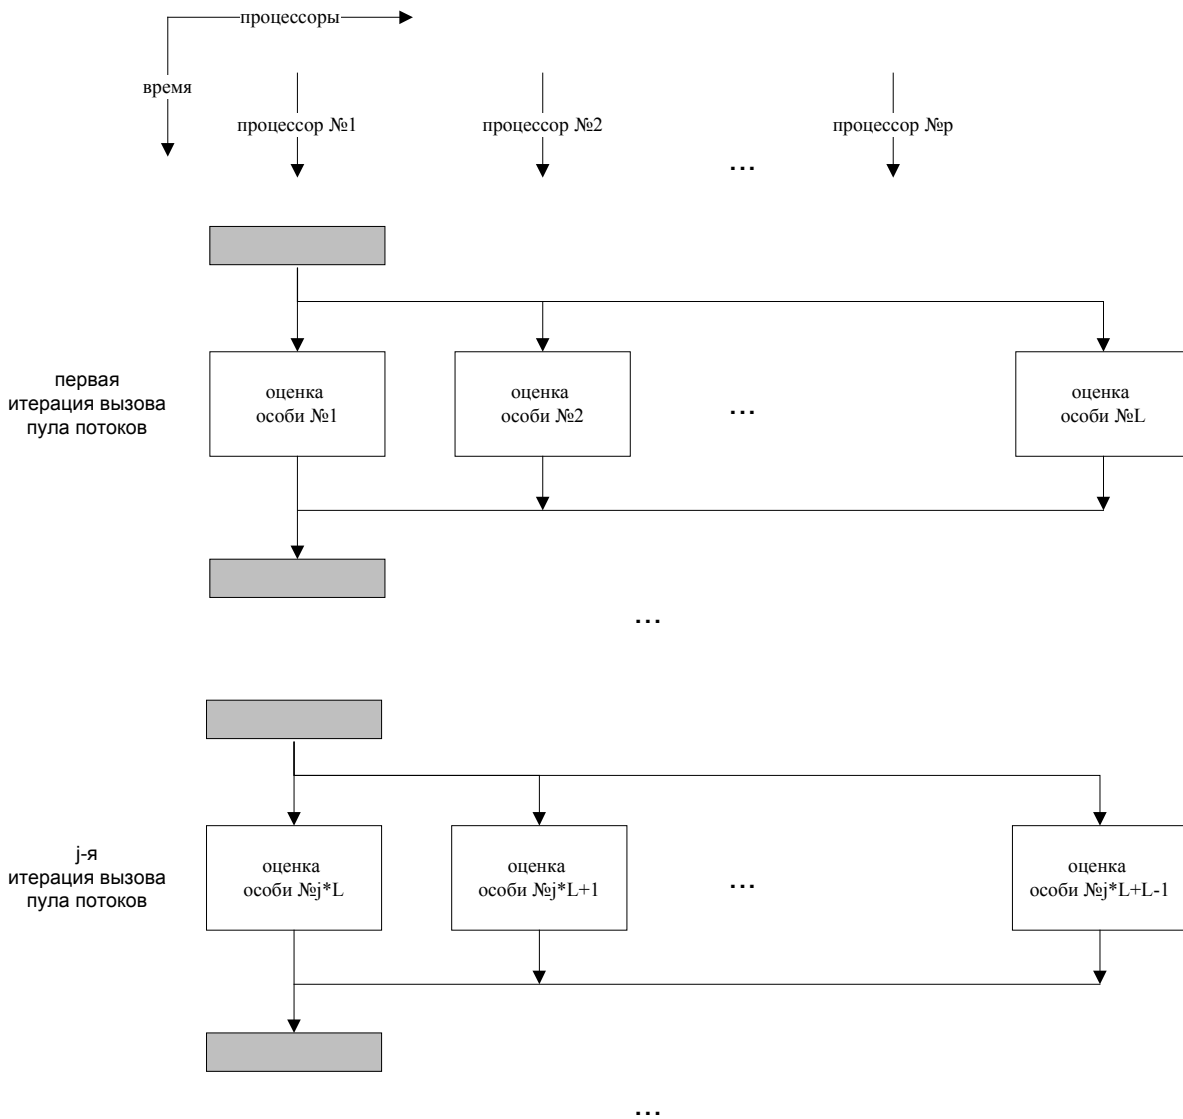 процессоры
время
процессор №1
процессор №2
процессор №p
...
первая
итерация вызова
пула потоков
оценка
особи №1
оценка
особи №2
...
оценка
особи №L
...
j-я
итерация вызова
пула потоков
оценка
особи №j*L
оценка
особи №j*L+1
...
оценка
особи №j*L+L-1
...